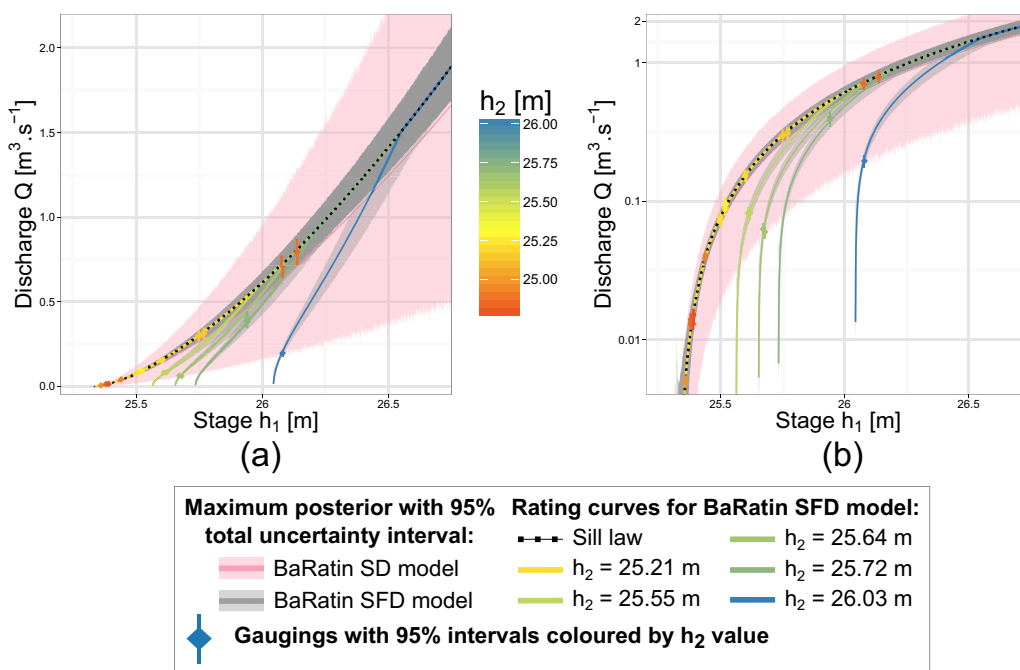 2.0
1.5
1.0
0.5
0.0
Discharge Q [m³.s⁻¹]
25.5
26
26.5
Stage h₁ [m]
(a)
h₂ [m]
26.00
25.75
25.50
25.25
25.00
2
1
0.1
0.01
Discharge Q [m³.s⁻¹]
25.5
26
26.5
Stage h₁ [m]
(b)
Maximum posterior with 95%
total uncertainty interval:
BaRatin SD model
BaRatin SFD model
Rating curves for BaRatin SFD model:
Sill law
h₂ = 25.21 m
h₂ = 25.55 m
h₂ = 25.64 m
h₂ = 25.72 m
h₂ = 26.03 m
Gaugings with 95% intervals coloured by h₂ value